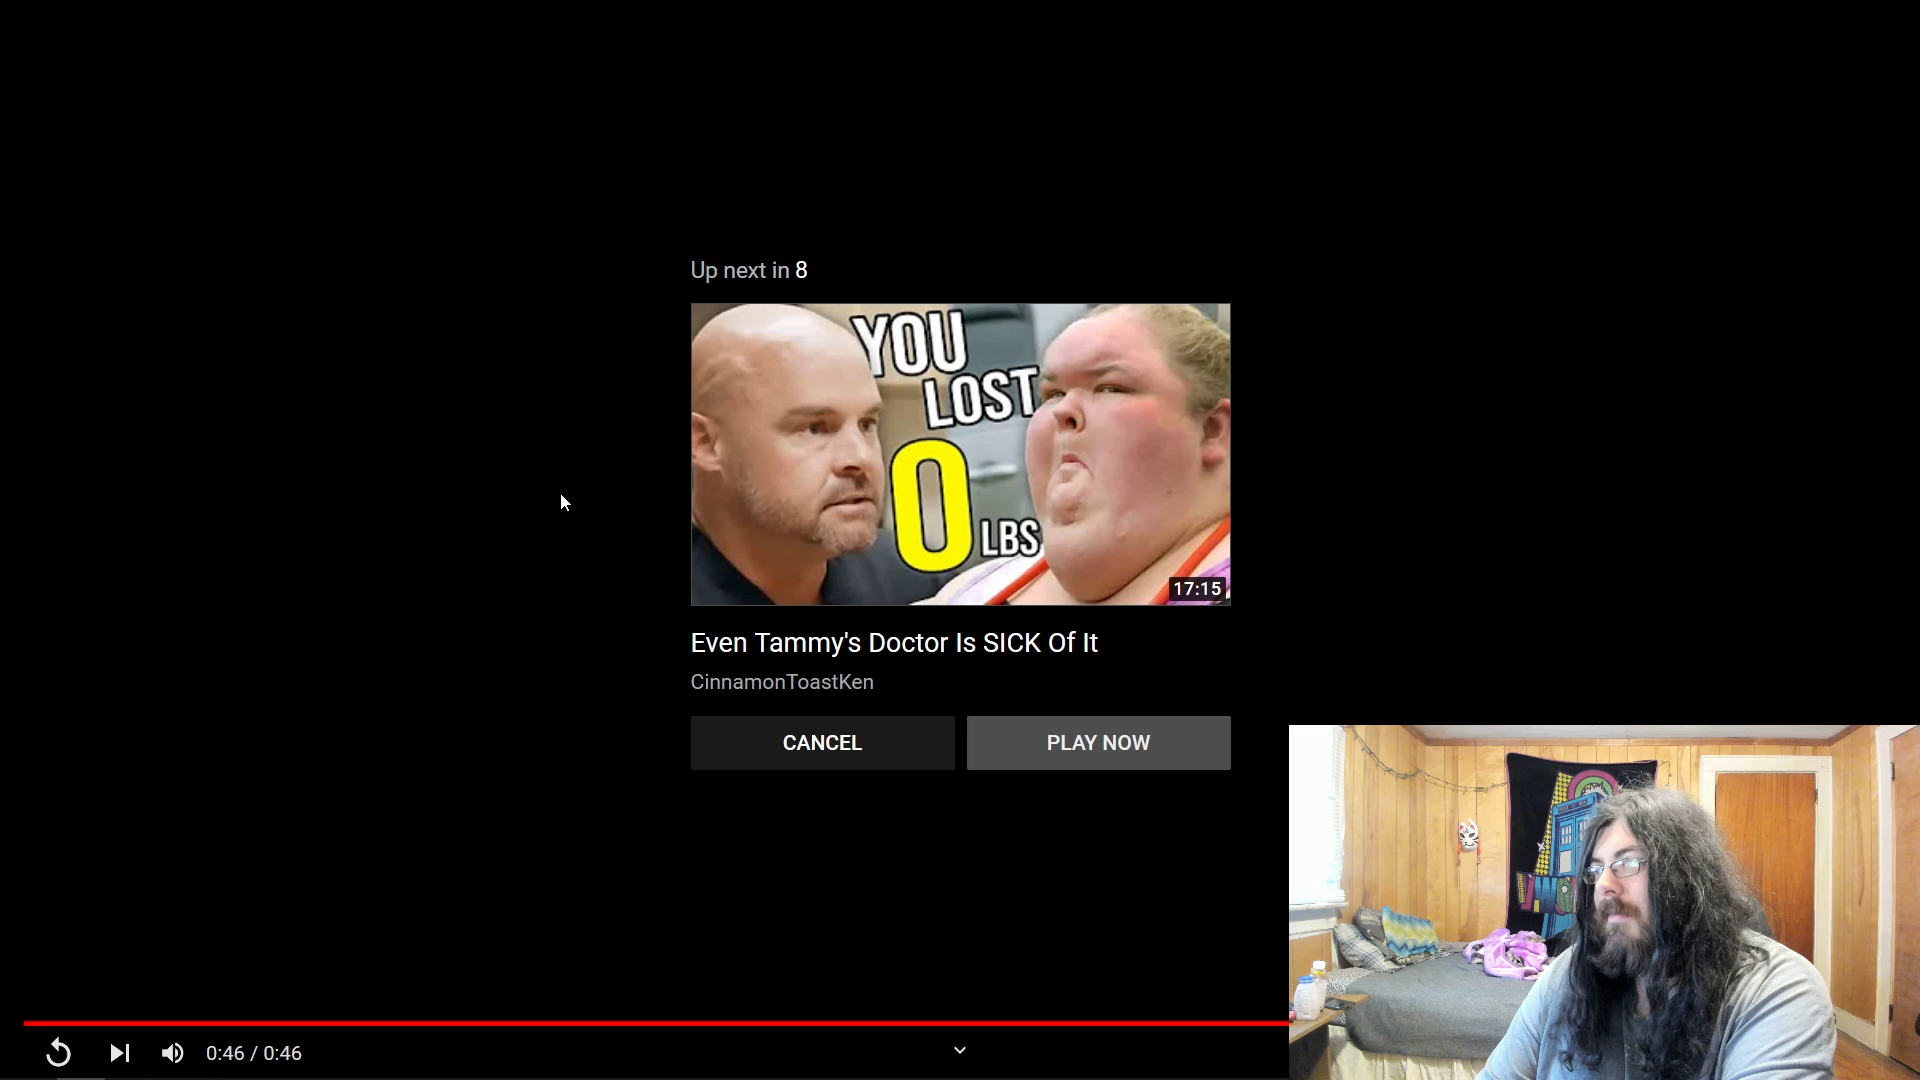 Up next in 8
YOU
LOST
0
LBS
17:15
Even Tammy's Doctor Is SICK Of It
CinnamonToastKen
CANCEL
PLAY NOW
0:46 / 0:46